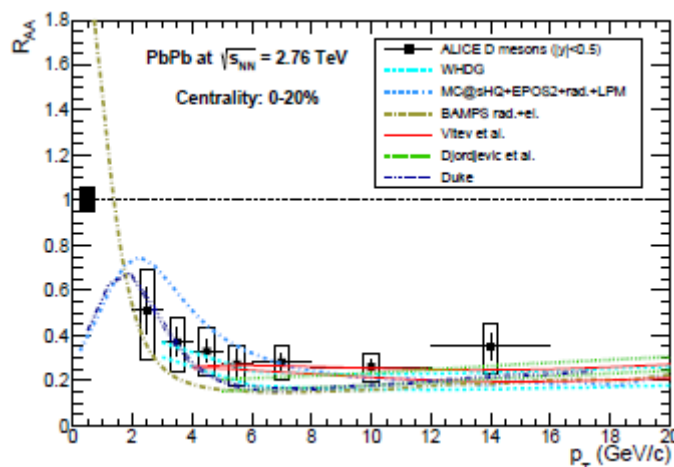 R_AA
1.8
1.6
1.4
1.2
1
0.8
0.6
0.4
0.2
0
PbPb at √s_NN = 2.76 TeV
Centrality: 0-20%
ALICE D mesons (|y|<0.5)
WHDG
MC@sHQ+EPOS2+rad.+LPM
BAMPS rad.+el.
Vitev et al.
Djordjevic et al.
Duke
0 2 4 6 8 10 12 14 16 18 20
p_T [GeV/c]